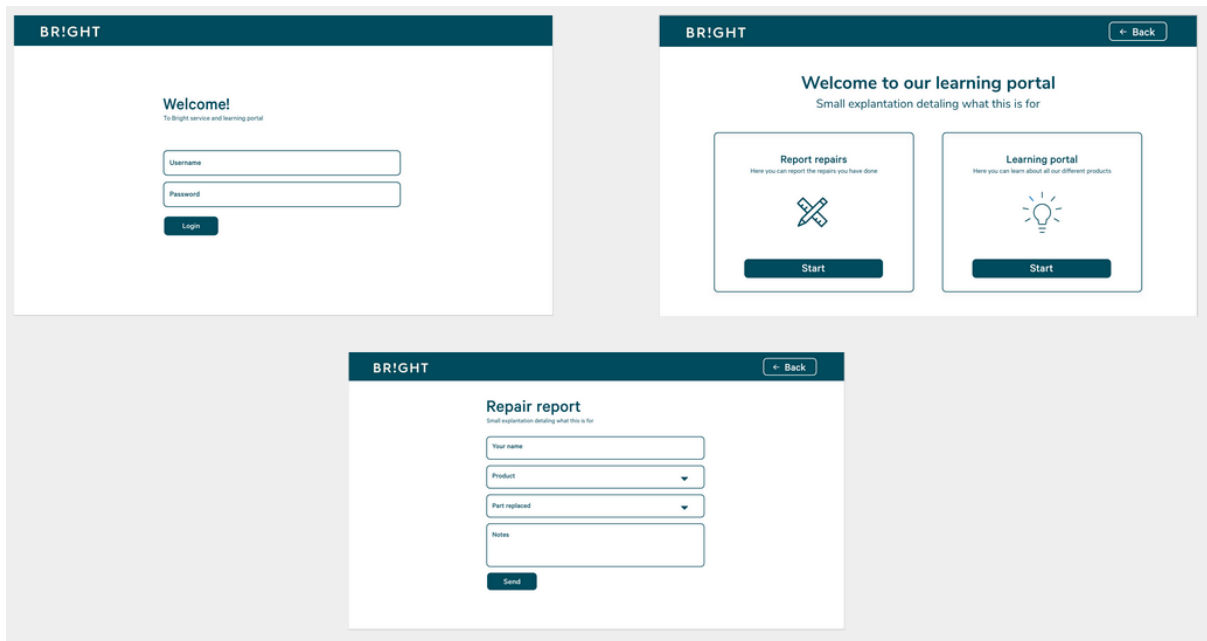 BR!GHT
Welcome!
To Bright service and learning portal
Username
Password
Login
BR!GHT
← Back
Welcome to our learning portal
Small explantation detaling what this is for
Report repairs
Here you can report the repairs you have done
Start
Learning portal
Here you can learn about all our different products
Start
BR!GHT
← Back
Repair report
Small explantation detaling what this is for
Your name
Product
Part replaced
Notes
Send